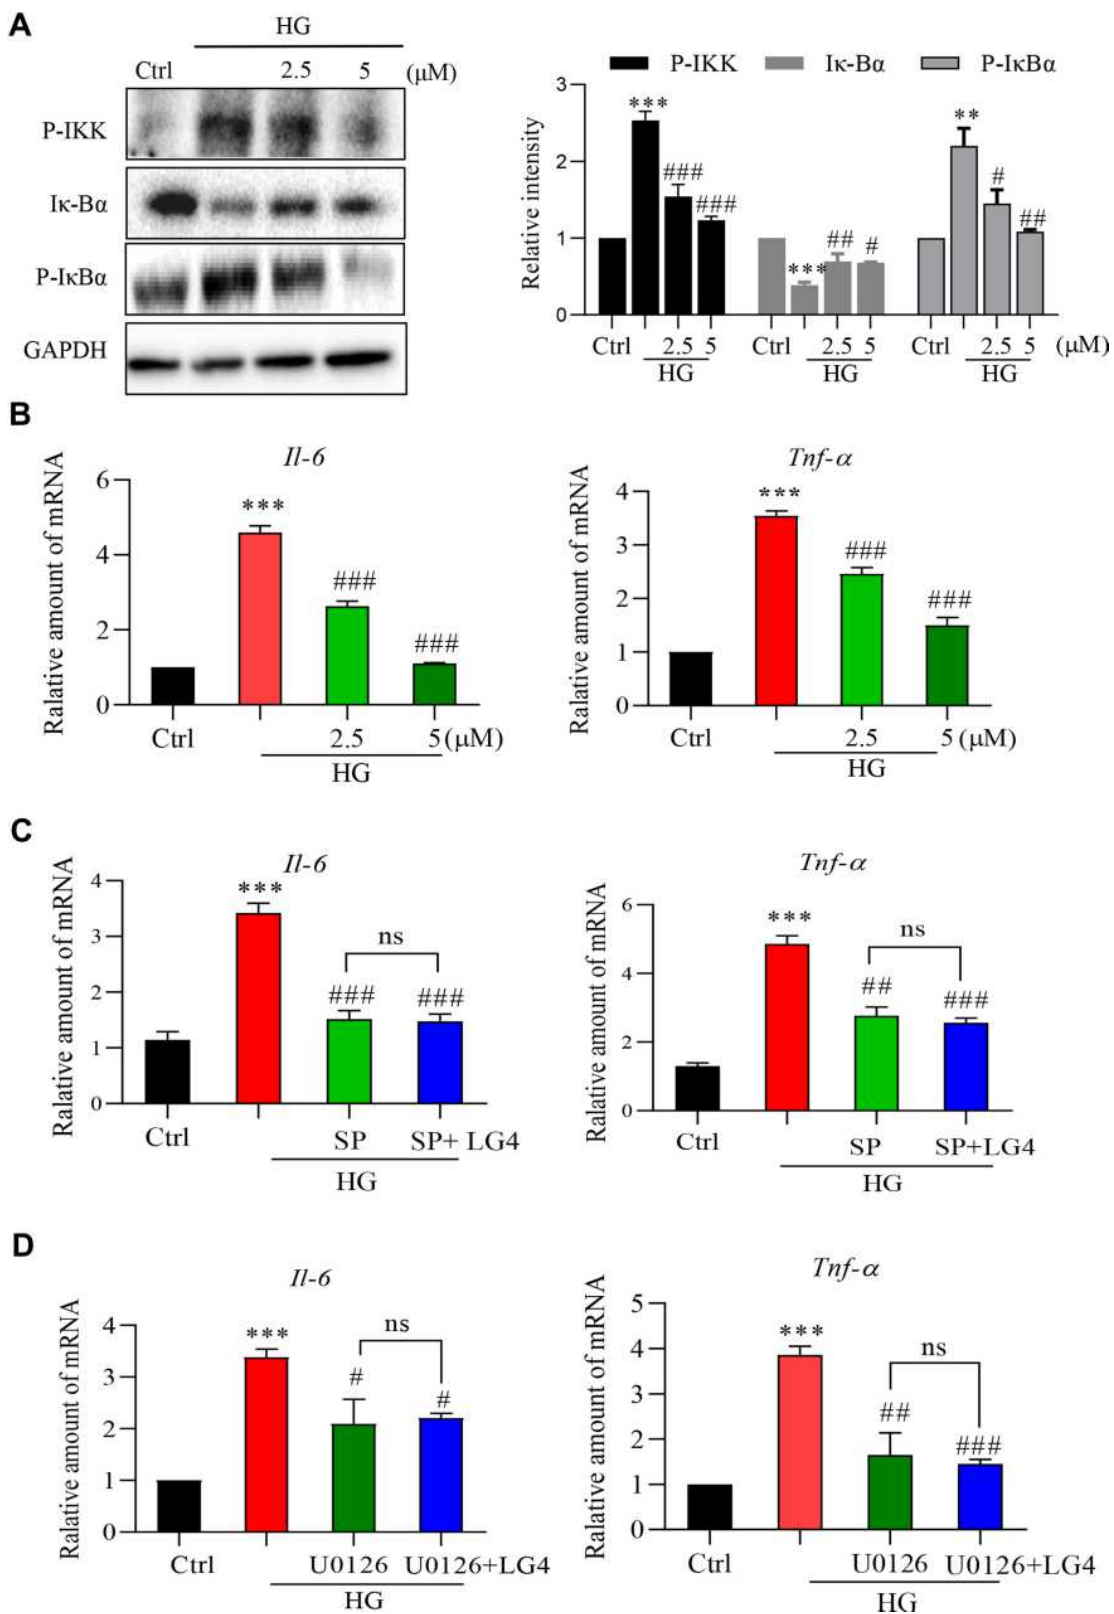 A
HG
Ctrl 2.5 5 (μM)
P-IKK
Iκ-Bα
P-IκBα
GAPDH
P-IKK Iκ-Bα P-IκBα
Relative intensity
3
2
1
0
*** ### ###
*** ## #
** # ##
Ctrl 2.5 5 Ctrl 2.5 5 Ctrl 2.5 5 (μM)
HG HG HG
B
Il-6
Ralative amount of mRNA
6
4
2
0
***
###
###
Ctrl 2.5 5 (μM)
HG
Tnf-α
Ralative amount of mRNA
4
3
2
1
0
***
###
###
Ctrl 2.5 5 (μM)
HG
C
Il-6
Ralative amount of mRNA
4
3
2
1
0
***
ns
### ###
Ctrl SP SP+ LG4
HG
Tnf-α
Ralative amount of mRNA
6
4
2
0
***
ns
## ###
Ctrl SP SP+LG4
HG
D
Il-6
Ralative amount of mRNA
4
3
2
1
0
***
ns
# #
Ctrl U0126 U0126+LG4
HG
Tnf-α
Ralative amount of mRNA
5
4
3
2
1
0
***
ns
## ###
Ctrl U0126 U0126+LG4
HG